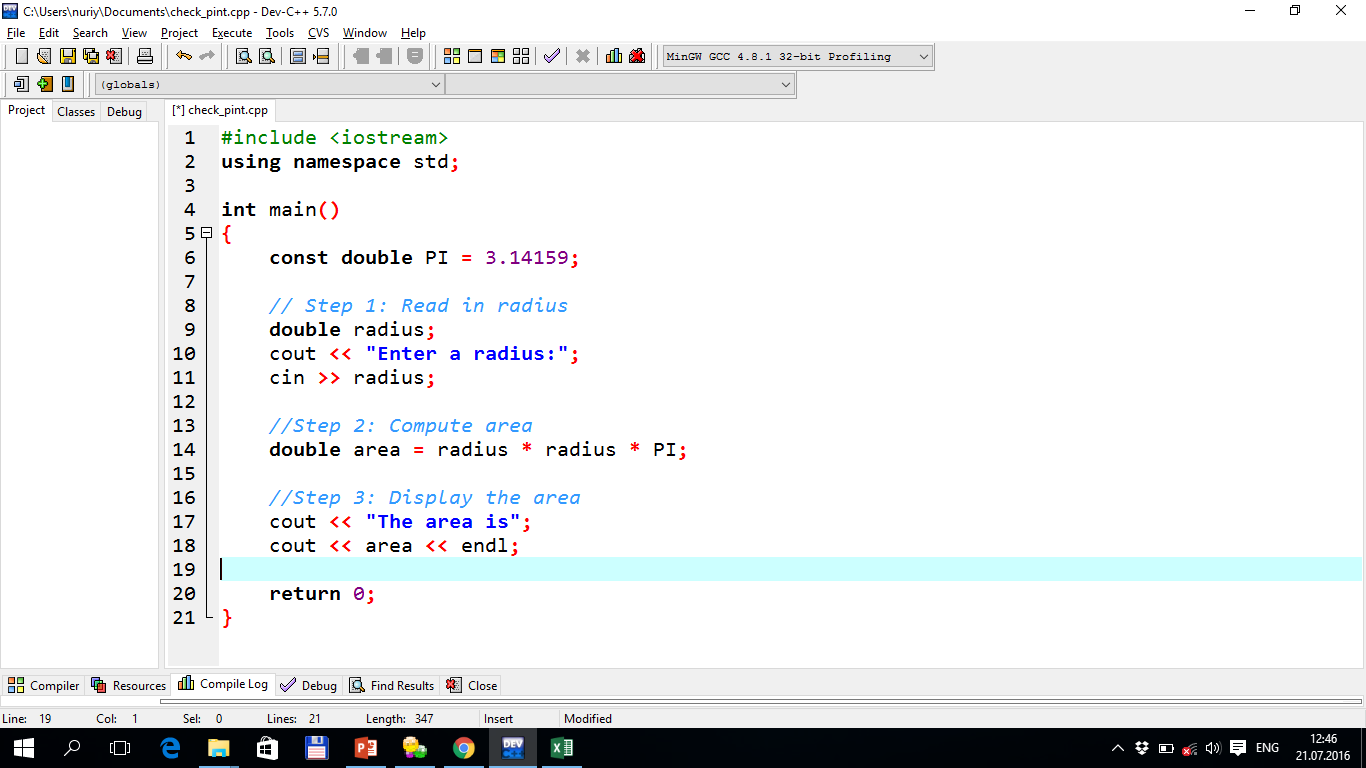 C:\Users\nuriy\Documents\check_pint.cpp - Dev-C++ 5.7.0
File Edit Search View Project Execute Tools CVS Window Help
MinGW GCC 4.8.1 32-bit Profiling
(globals)
Project Classes Debug [*] check_pint.cpp
1 #include <iostream>
2 using namespace std;
3
4 int main()
5 {
6 const double PI = 3.14159;
7
8 // Step 1: Read in radius
9 double radius;
10 cout << "Enter a radius:";
11 cin >> radius;
12
13 //Step 2: Compute area
14 double area = radius * radius * PI;
15
16 //Step 3: Display the area
17 cout << "The area is";
18 cout << area << endl;
19
20 return 0;
21 }
Compiler Resources Compile Log Debug Find Results Close
Line: 19 Col: 1 Sel: 0 Lines: 21 Length: 347 Insert Modified
DEV
ENG
12:46
21.07.2016